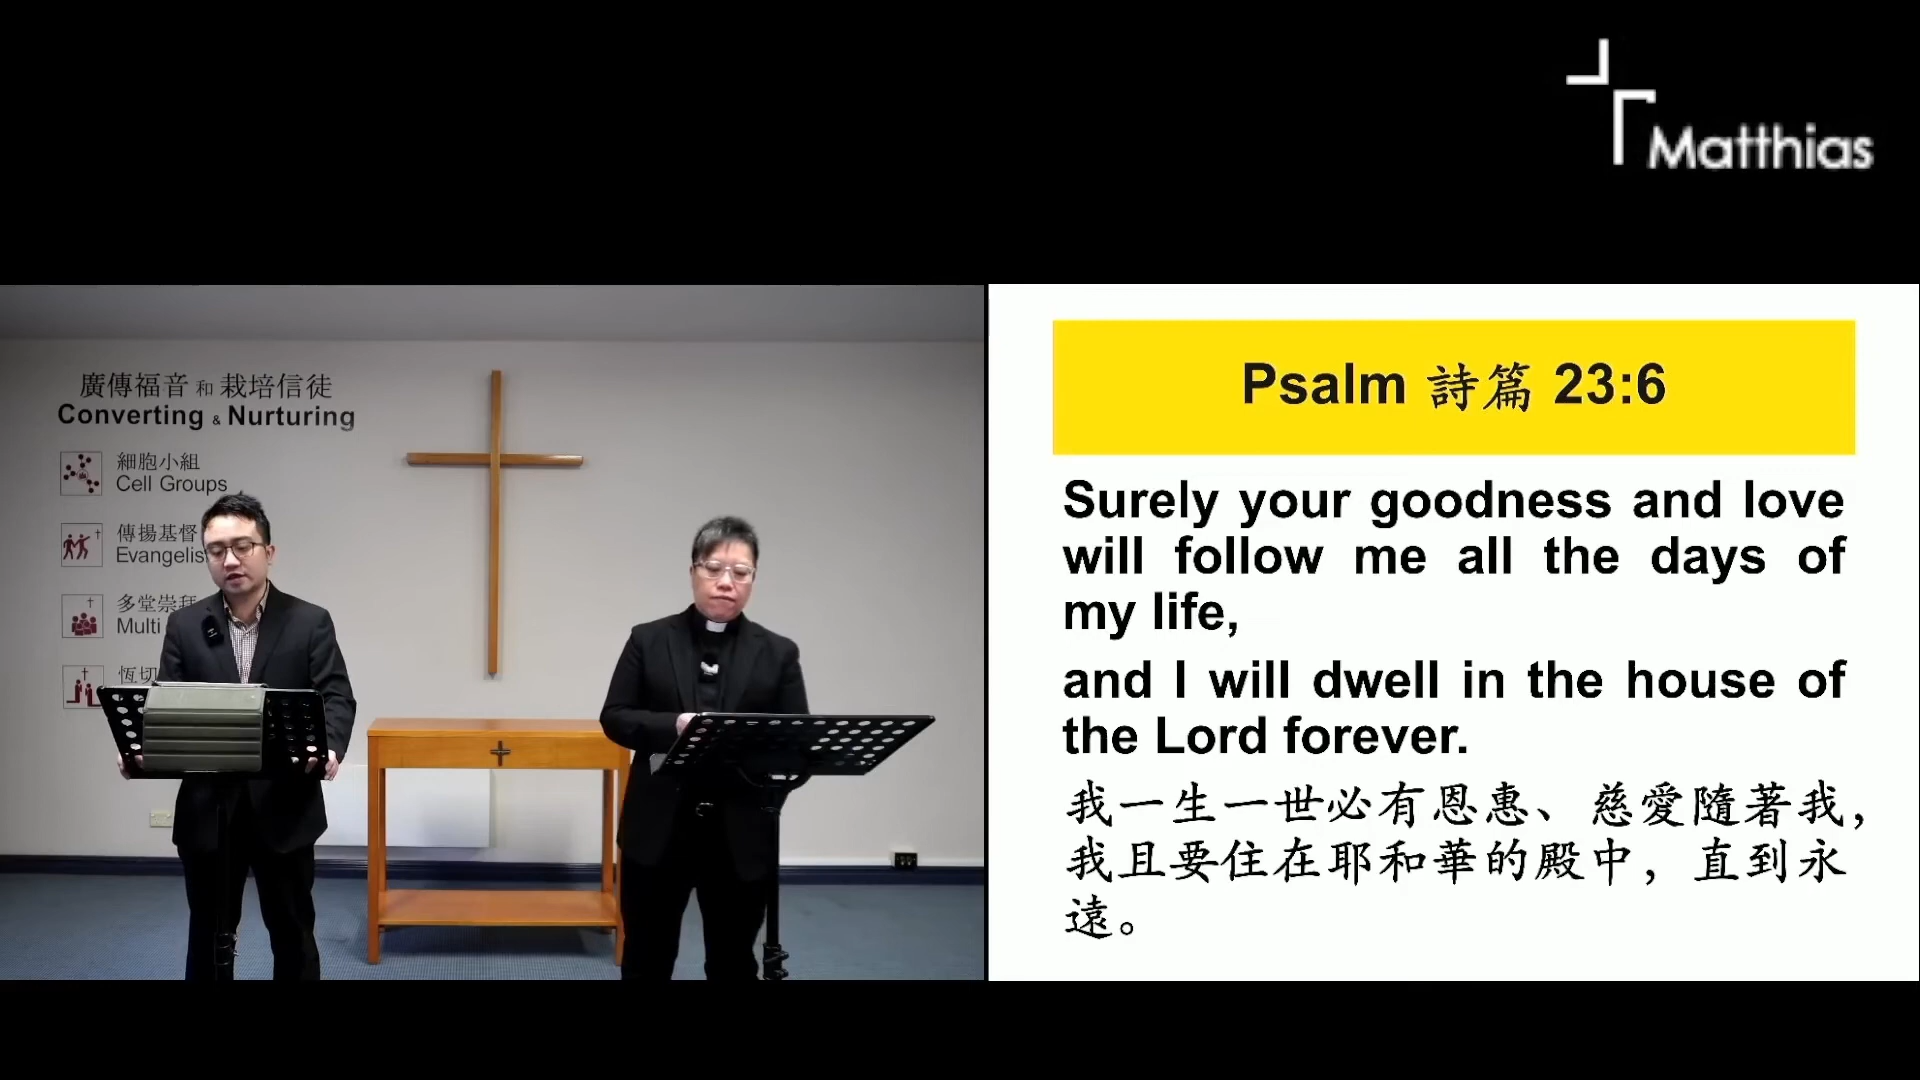 Matthias
廣傳福音 和 栽培信徒
Converting & Nurturing
細胞小組
Cell Groups
傳揚基督
Evangelis
多堂崇拜
Multi
恆切
Psalm 詩篇 23:6
Surely your goodness and love
will follow me all the days of
my life,
and I will dwell in the house of
the Lord forever.
我一生一世必有恩惠、慈愛隨著我，
我且要住在耶和華的殿中，直到永
遠。